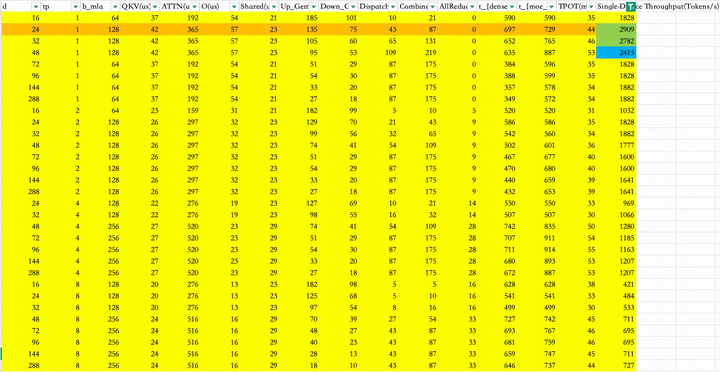 d tp b_mla QKV(us) ATTN(u O(us) Shared(u Up_Gem Down_G Dispatch Combine AllRedu t_{dense t_{moe_ TPOT(m Single-D ce Throughput(Tokens/s)
16 1 64 37 192 54 21 185 101 10 21 0 590 590 35 1828
24 1 128 42 365 57 23 135 75 43 87 0 697 729 44 2909
32 1 128 42 365 57 23 105 60 65 131 0 652 765 46 2782
48 1 128 42 365 57 23 95 53 109 219 0 635 887 53 2415
72 1 64 37 192 54 21 51 29 87 175 0 384 596 35 1828
96 1 64 37 192 54 21 54 30 87 175 0 388 599 35 1828
144 1 64 37 192 54 21 33 20 87 175 0 357 578 34 1882
288 1 64 37 192 54 21 27 18 87 175 0 349 572 34 1882
16 2 64 23 159 31 21 182 99 5 10 5 520 520 31 1032
24 2 128 26 297 32 23 129 70 21 43 9 586 586 35 1828
32 2 128 26 297 32 23 99 56 32 65 9 542 560 34 1882
48 2 128 26 297 32 23 74 41 54 109 9 502 601 36 1777
72 2 128 26 297 32 23 51 29 87 175 9 467 677 40 1600
96 2 128 26 297 32 23 54 30 87 175 9 470 680 40 1600
144 2 128 26 297 32 23 33 20 87 175 9 440 659 39 1641
288 2 128 26 297 32 23 27 18 87 175 9 432 653 39 1641
24 4 128 22 276 19 23 127 69 10 21 14 550 550 33 969
32 4 128 22 276 19 23 98 55 16 32 14 507 507 30 1066
48 4 256 27 520 23 29 74 41 54 109 28 742 835 50 1280
72 4 256 27 520 23 29 51 29 87 175 28 707 911 54 1185
96 4 256 27 520 23 29 54 30 87 175 28 711 914 55 1163
144 4 256 27 520 23 29 33 20 87 175 28 680 893 53 1207
288 4 256 27 520 23 29 27 18 87 175 28 672 887 53 1207
16 8 128 20 276 13 23 182 98 5 5 16 628 628 38 421
24 8 128 20 276 13 23 125 68 5 10 16 541 541 33 484
32 8 128 20 276 13 23 97 54 8 16 16 499 499 30 533
48 8 256 24 516 16 29 70 39 27 54 33 727 742 45 711
72 8 256 24 516 16 29 48 27 43 87 33 693 767 46 695
96 8 256 24 516 16 29 40 23 43 87 33 681 759 46 695
144 8 256 24 516 16 29 28 13 43 87 33 659 747 45 711
288 8 256 24 516 16 29 18 10 43 87 33 646 737 44 727